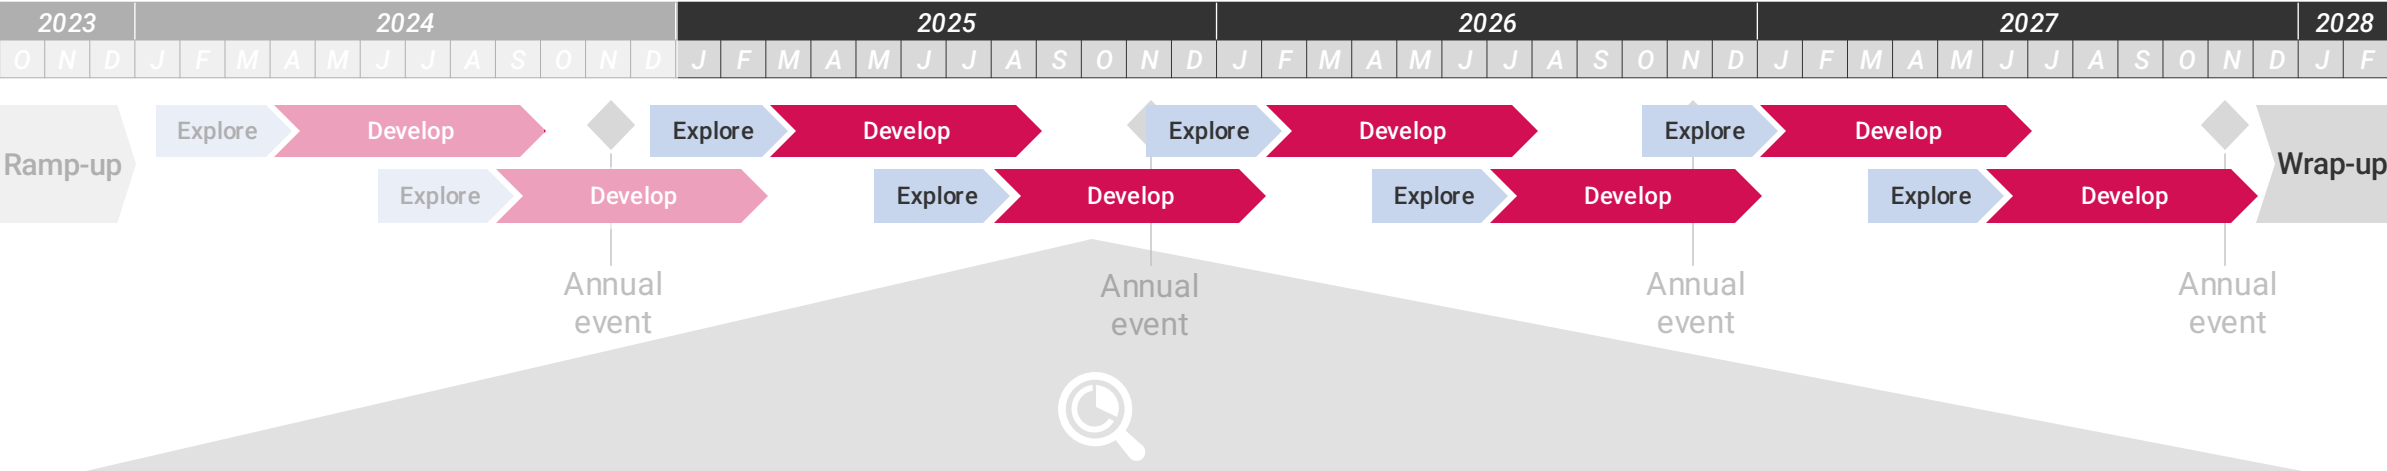 2023 2024 2025 2026 2027 2028
O N D J F M A M J J A S O N D J F M A M J J A S O N D J F M A M J J A S O N D J F M A M J J A S O N D J F
Explore Develop Explore Develop Explore Develop Explore Develop
Ramp-up Wrap-up
Explore Develop Explore Develop Explore Develop Explore Develop
Annual Annual Annual Annual
event event event event